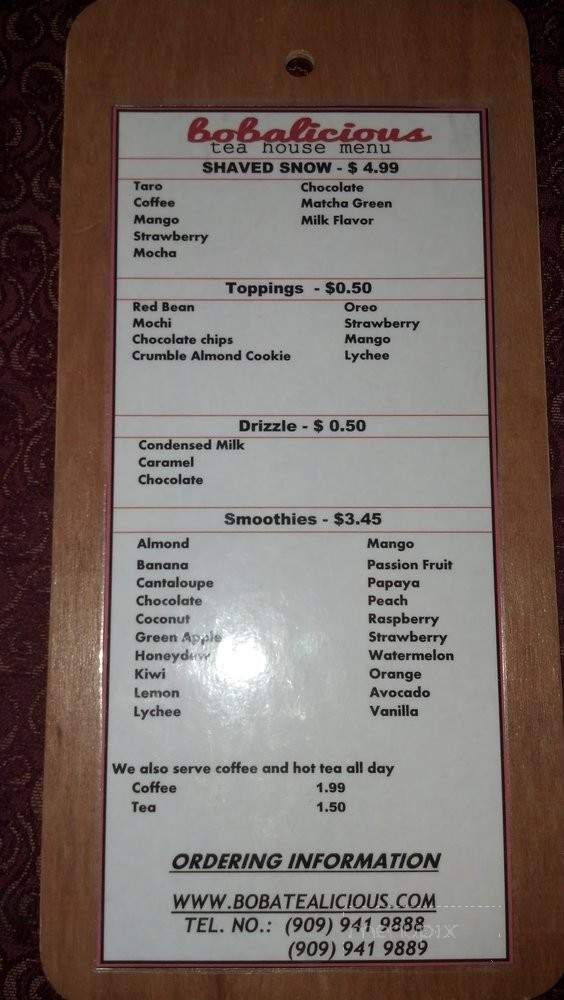 bobalicious
tea house menu
SHAVED SNOW - $ 4.99
Taro
Coffee
Mango
Strawberry
Mocha
Chocolate
Matcha Green
Milk Flavor
Toppings - $0.50
Red Bean
Mochi
Chocolate chips
Crumble Almond Cookie
Oreo
Strawberry
Mango
Lychee
Drizzle - $ 0.50
Condensed Milk
Caramel
Chocolate
Smoothies - $3.45
Almond
Banana
Cantaloupe
Chocolate
Coconut
Green Apple
Honeydew
Kiwi
Lemon
Lychee
Mango
Passion Fruit
Papaya
Peach
Raspberry
Strawberry
Watermelon
Orange
Avocado
Vanilla
We also serve coffee and hot tea all day
Coffee 1.99
Tea 1.50
ORDERING INFORMATION
WWW.BOBATEALICIOUS.COM
TEL. NO.: (909) 941 9888
(909) 941 9889
menupix